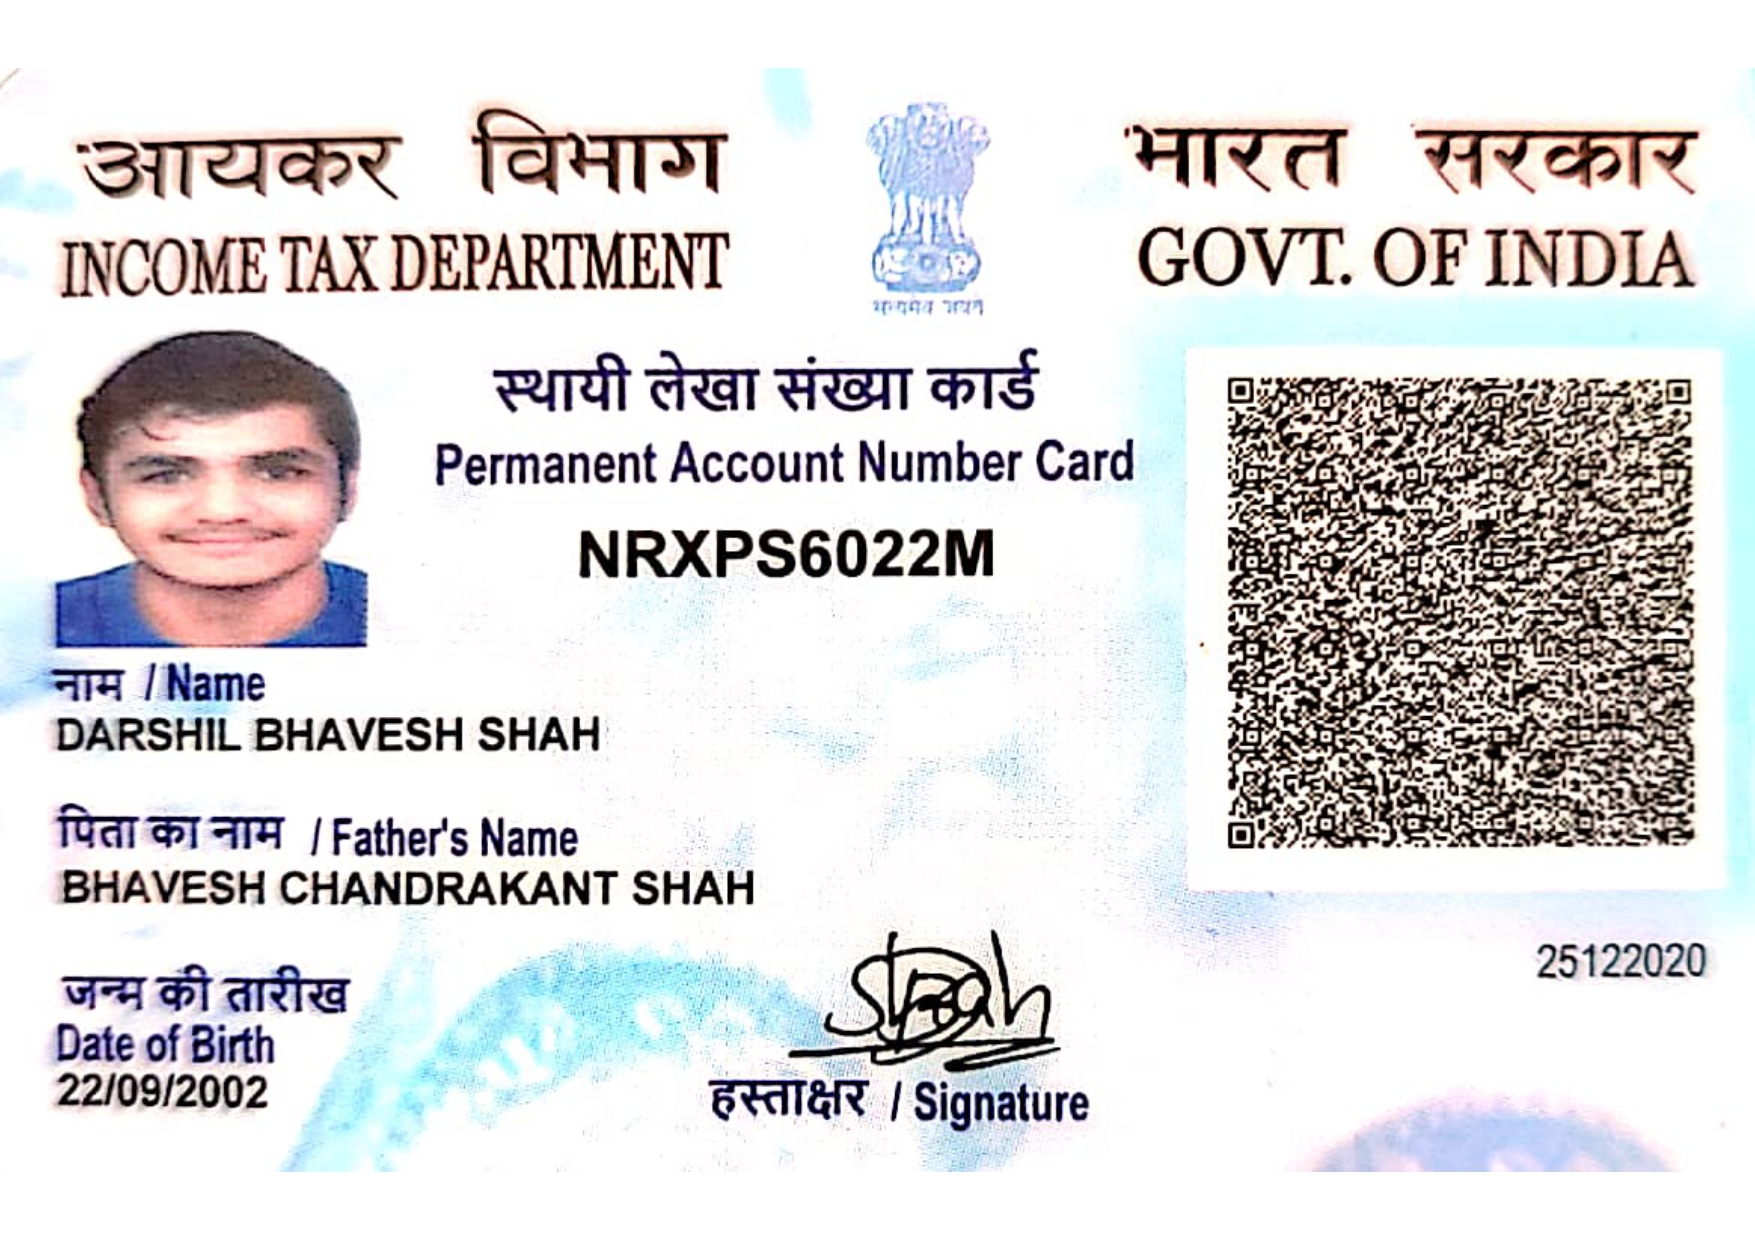 आयकर विभाग
INCOME TAX DEPARTMENT
सत्यमेव जयते
भारत सरकार
GOVT. OF INDIA
स्थायी लेखा संख्या कार्ड
Permanent Account Number Card
NRXPS6022M
नाम / Name
DARSHIL BHAVESH SHAH
पिता का नाम / Father's Name
BHAVESH CHANDRAKANT SHAH
जन्म की तारीख
Date of Birth
22/09/2002
हस्ताक्षर / Signature
25122020